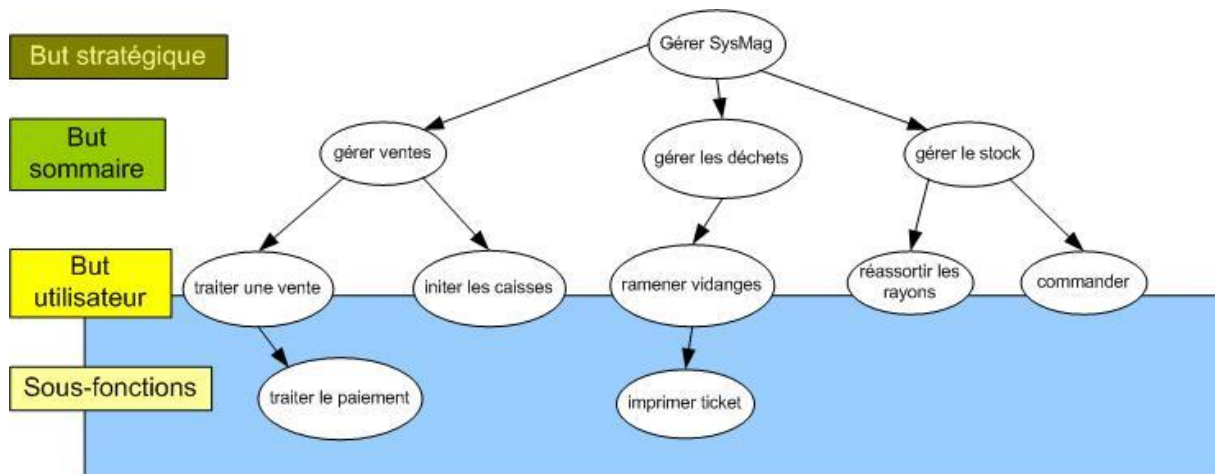 But stratégique
Gérer SysMag
But
sommaire
gérer ventes
gérer les déchets
gérer le stock
But
utilisateur
traiter une vente
initer les caisses
ramener vidanges
réassortir les
rayons
commander
Sous-fonctions
traiter le paiement
imprimer ticket